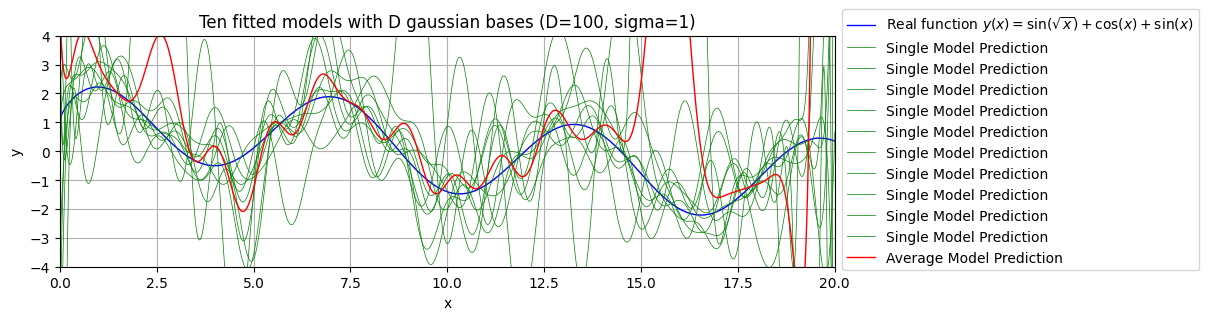 Ten fitted models with D gaussian bases (D=100, sigma=1)
Real function y(x) = sin(√x) + cos(x) + sin(x)
Single Model Prediction
Single Model Prediction
Single Model Prediction
Single Model Prediction
Single Model Prediction
Single Model Prediction
Single Model Prediction
Single Model Prediction
Single Model Prediction
Single Model Prediction
Average Model Prediction
y
4
3
2
1
0
−1
−2
−3
−4
0.0 2.5 5.0 7.5 10.0 12.5 15.0 17.5 20.0
x